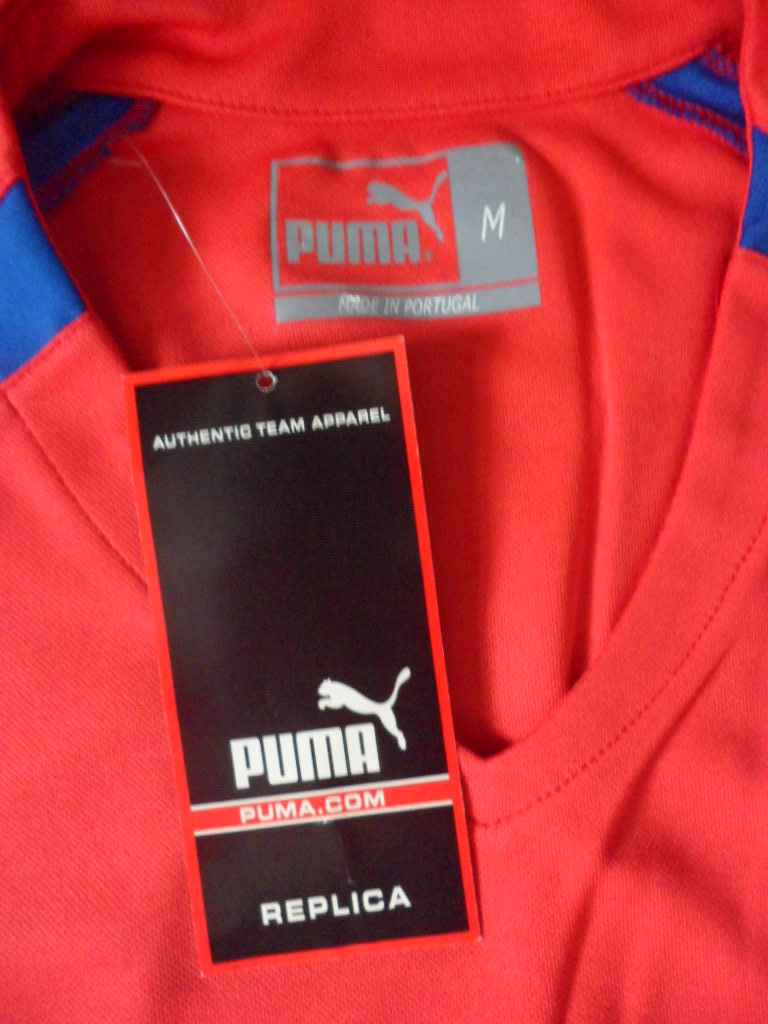 PUMA.
M
MADE IN PORTUGAL
AUTHENTIC TEAM APPAREL
PUMA
PUMA.COM
REPLICA